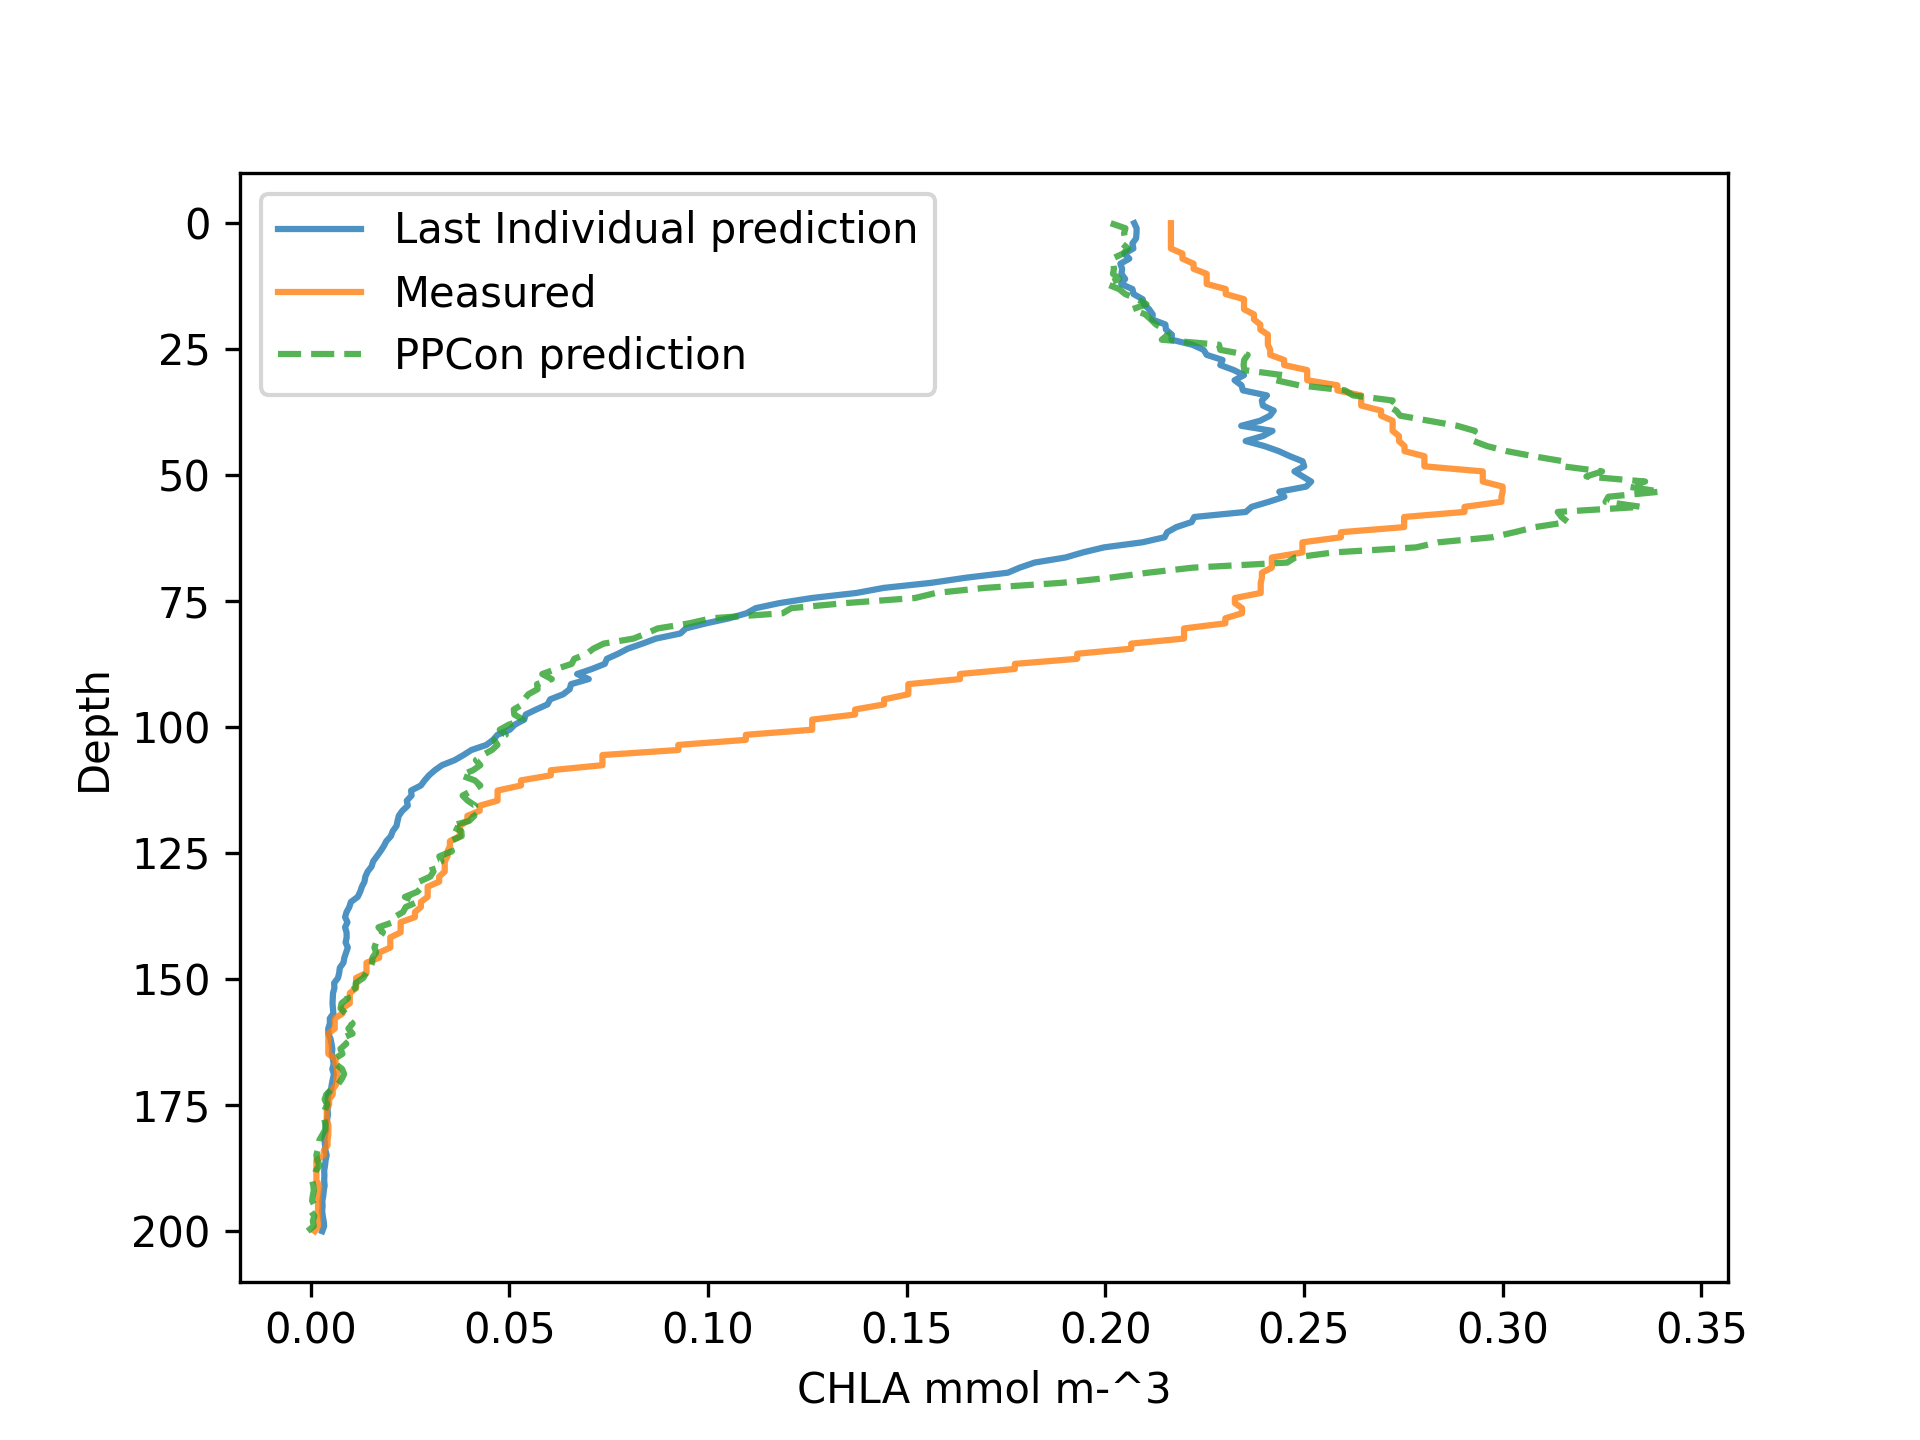 Last Individual prediction
Measured
PPCon prediction
0
25
50
75
100
125
150
175
200
Depth
0.00 0.05 0.10 0.15 0.20 0.25 0.30 0.35
CHLA mmol m-^3